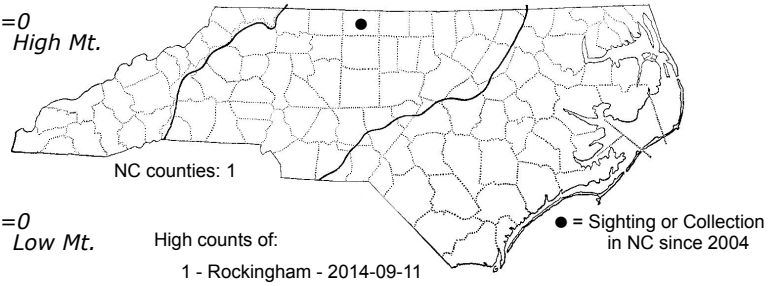 =0
High Mt.
NC counties: 1
=0
Low Mt.
High counts of:
1 - Rockingham - 2014-09-11
● = Sighting or Collection
in NC since 2004